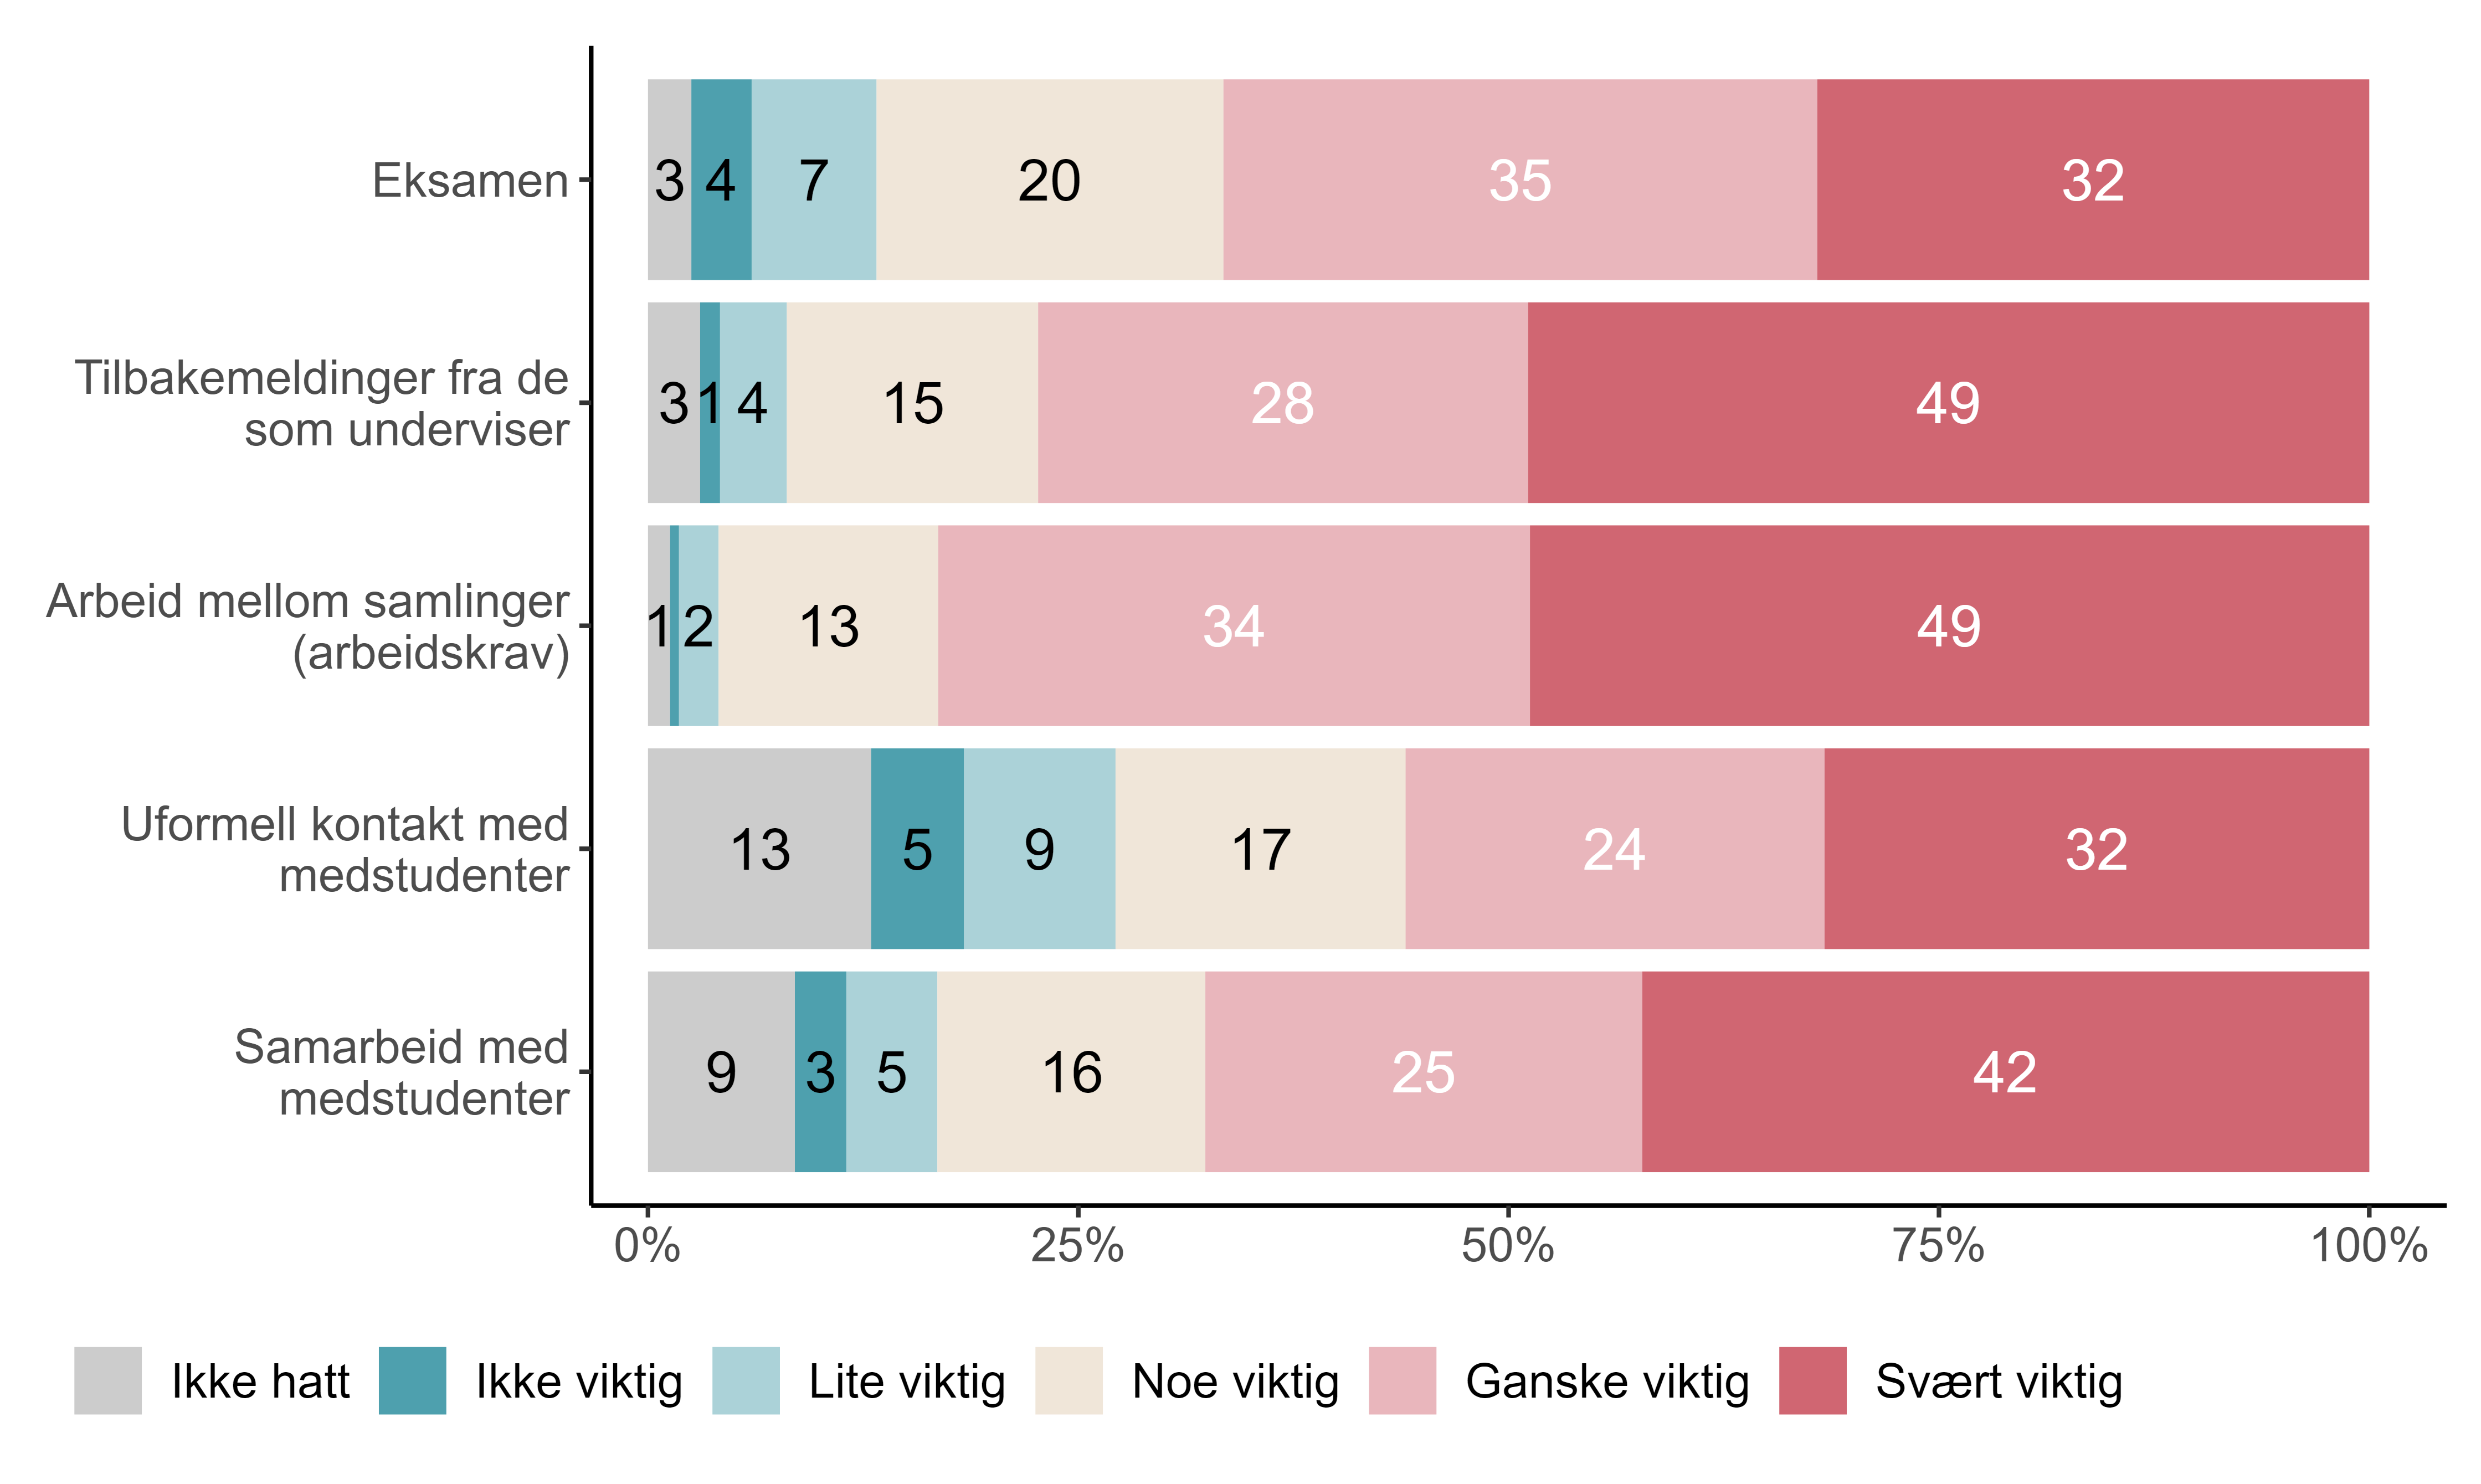 Eksamen
3 4 7 20 35 32
Tilbakemeldinger fra de
som underviser
3 1 4 15 28 49
Arbeid mellom samlinger
(arbeidskrav)
1 2 13 34 49
Uformell kontakt med
medstudenter
13 5 9 17 24 32
Samarbeid med
medstudenter
9 3 5 16 25 42
0% 25% 50% 75% 100%
Ikke hatt Ikke viktig Lite viktig Noe viktig Ganske viktig Svært viktig